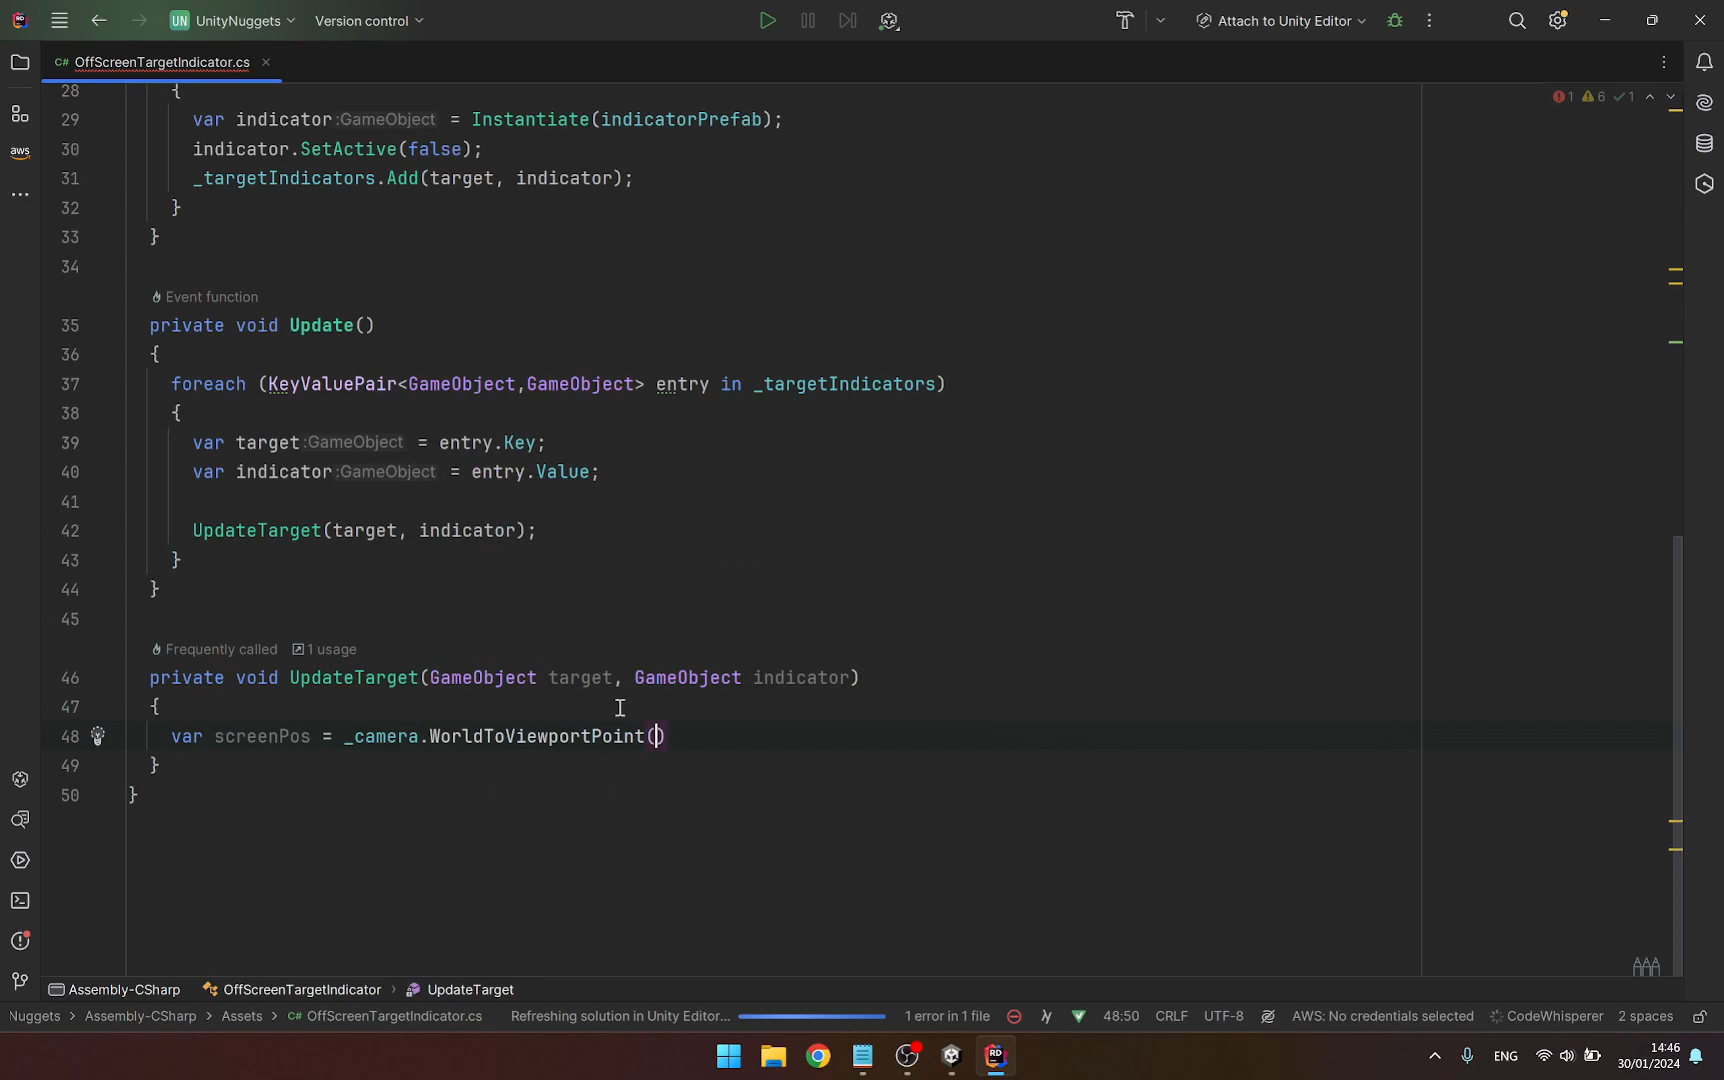 UN UnityNuggets Version control Attach to Unity Editor
C# OffScreenTargetIndicator.cs
1 6 1
28 {
29 var indicator :GameObject = Instantiate(indicatorPrefab);
30 indicator.SetActive(false);
31 _targetIndicators.Add(target, indicator);
32 }
33 }
34
Event function
35 private void Update()
36 {
37 foreach (KeyValuePair<GameObject,GameObject> entry in _targetIndicators)
38 {
39 var target :GameObject = entry.Key;
40 var indicator :GameObject = entry.Value;
41
42 UpdateTarget(target, indicator);
43 }
44 }
45
Frequently called 1 usage
46 private void UpdateTarget(GameObject target, GameObject indicator)
47 {
48 var screenPos = _camera.WorldToViewportPoint()
49 }
50 }
aws
Assembly-CSharp OffScreenTargetIndicator UpdateTarget
Nuggets Assembly-CSharp Assets C# OffScreenTargetIndicator.cs Refreshing solution in Unity Editor... 1 error in 1 file 48:50 CRLF UTF-8 AWS: No credentials selected CodeWhisperer 2 spaces
RD ENG 14:46
30/01/2024